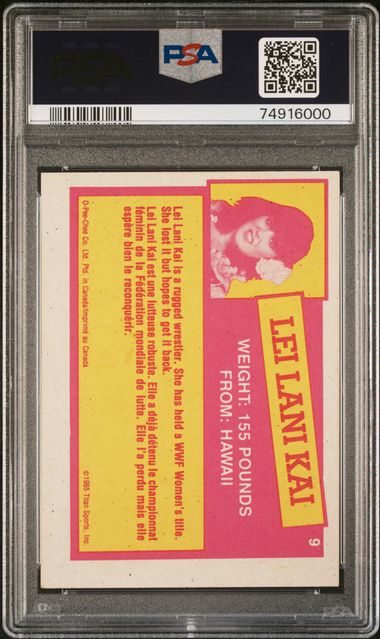 PSA
PSA
74916000
9
LEI LANI KAI
WEIGHT: 155 POUNDS
FROM: HAWAII
Lei Lani Kai is a rugged wrestler. She has held a WWF Women's title.
She lost it but hopes to get it back.
Lei Lani Kai est une lutteuse robuste. Elle a déjà détenu le championnat
féminin de la Fédération mondiale de lutte. Elle l'a perdu mais elle
espère bien le reconquérir.
O-Pee-Chee Co. Ltd. Ptd. in Canada/Imprimé au Canada
©1985 Titan Sports, Inc.